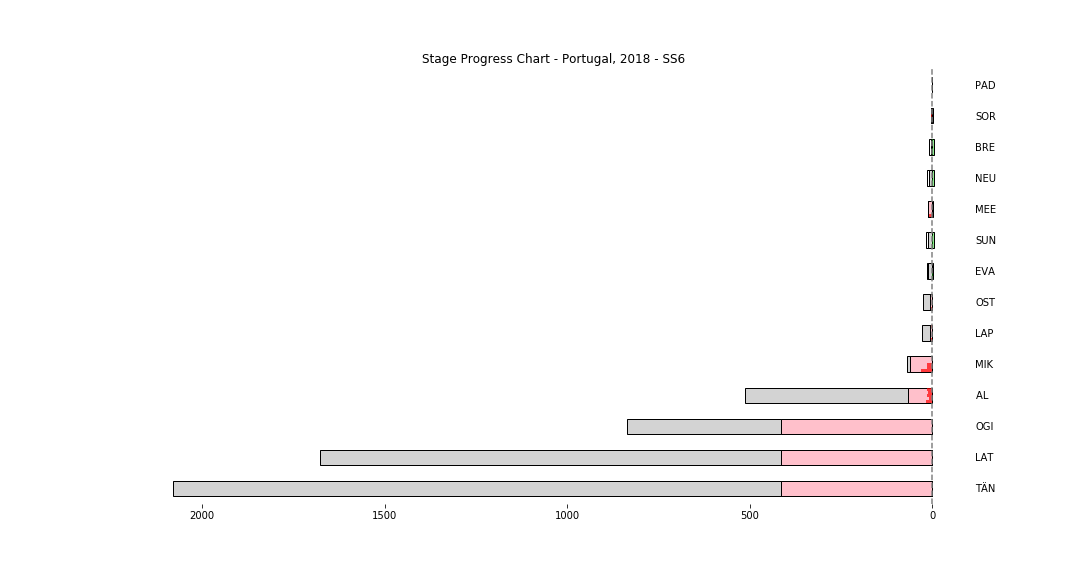 Stage Progress Chart - Portugal, 2018 - SS6
PAD
SOR
BRE
NEU
MEE
SUN
EVA
OST
LAP
MIK
AL
OGI
LAT
TÄN
2000 1500 1000 500 0